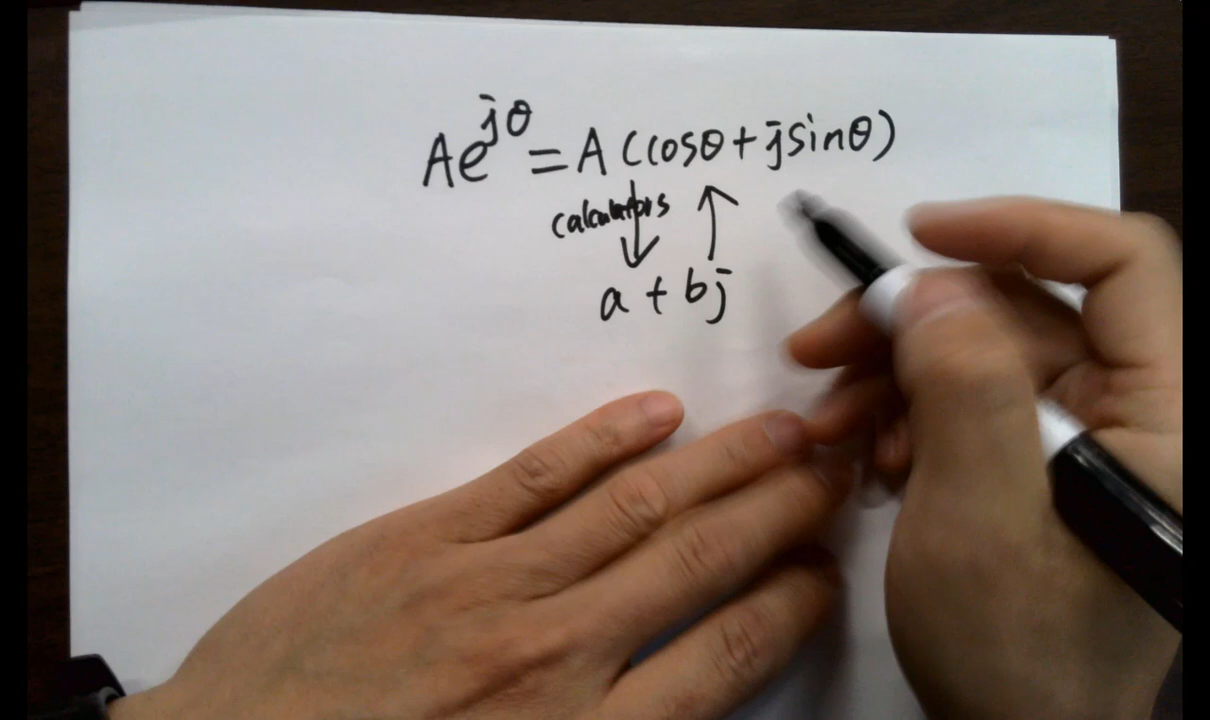 Ae^{jθ} = A (cosθ + jsinθ)
calculators
a + bj